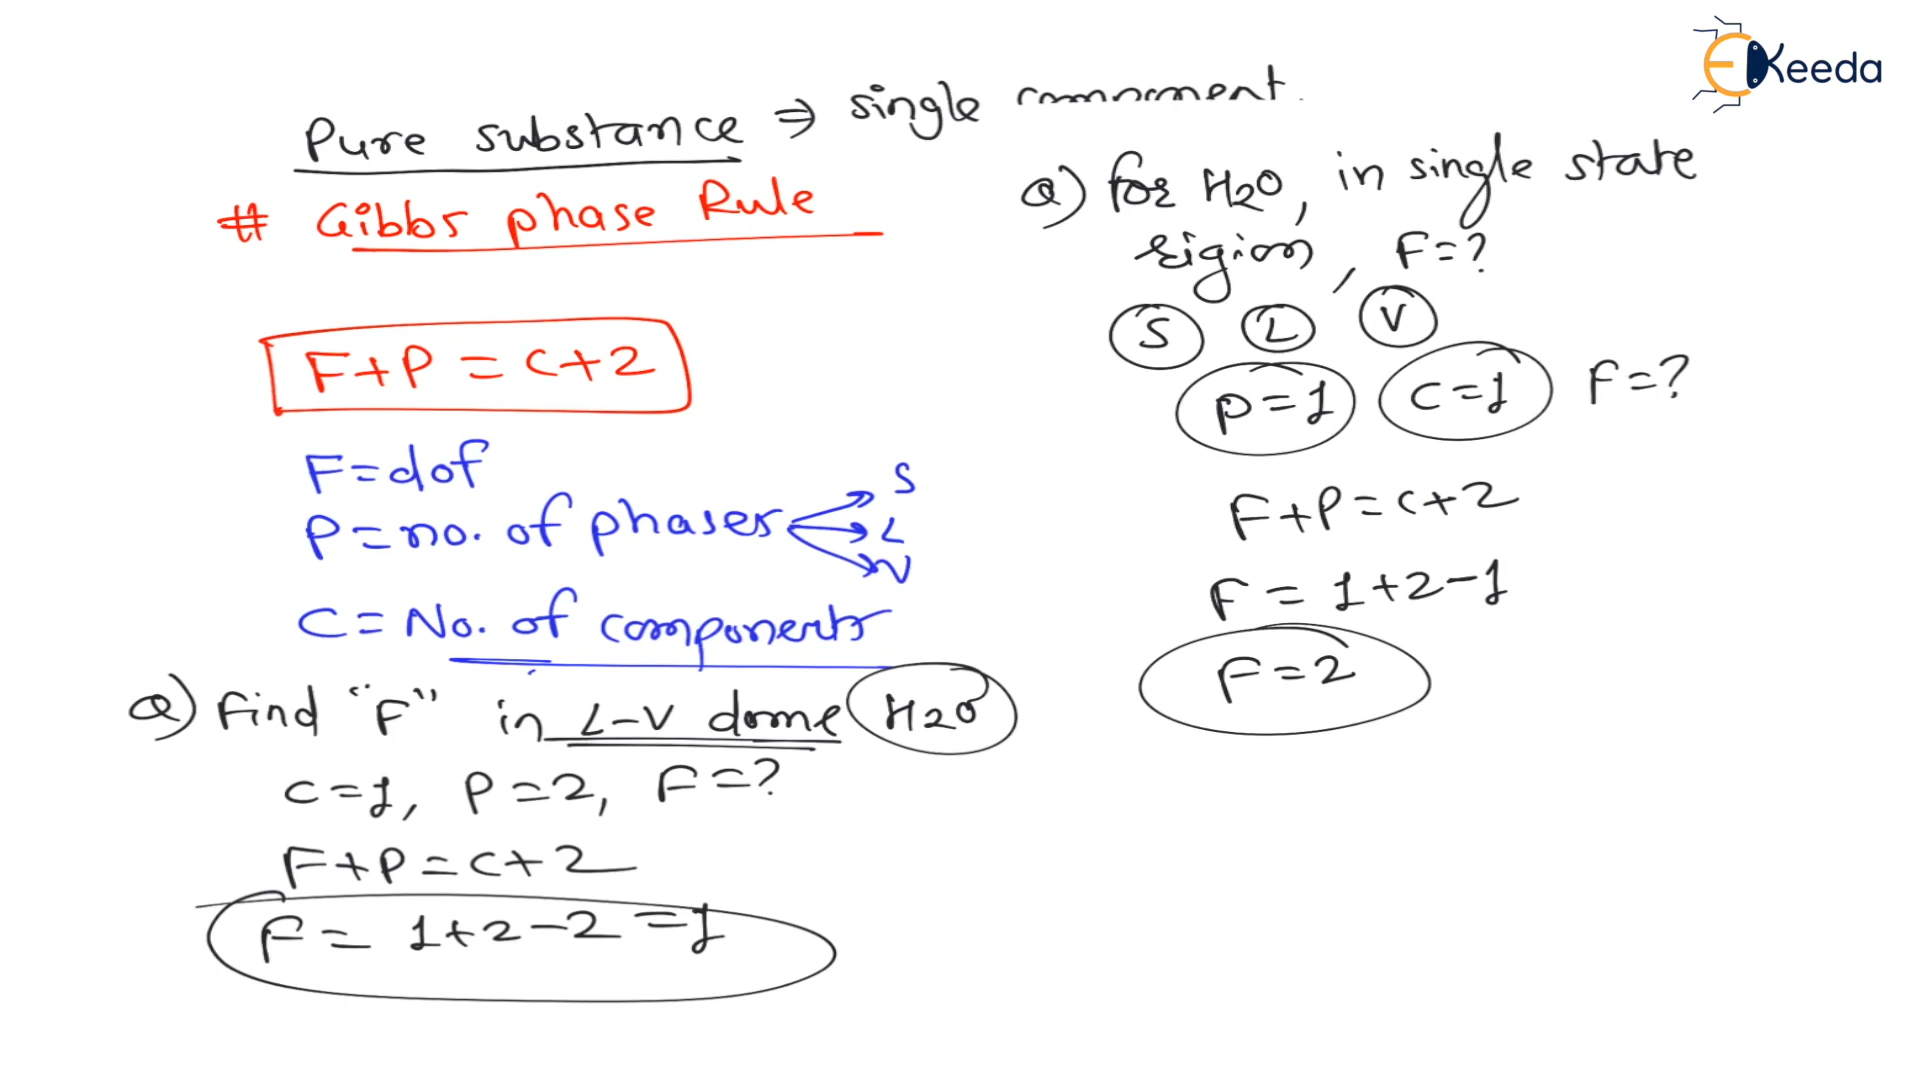 EKeeda
Pure substance ⇒ single component.
# Gibbs phase Rule
F+P = C+2
F=dof
P=no. of phases
S
L
V
C= No. of components
Q) Find "F" in L-V dome H2O
C=1, P=2, F=?
F+P=C+2
F= 1+2-2 =1
Q) for H2O, in single state
rigion, F=?
S L V
P=1 C=1 F=?
F+P=C+2
F = 1+2-1
F=2